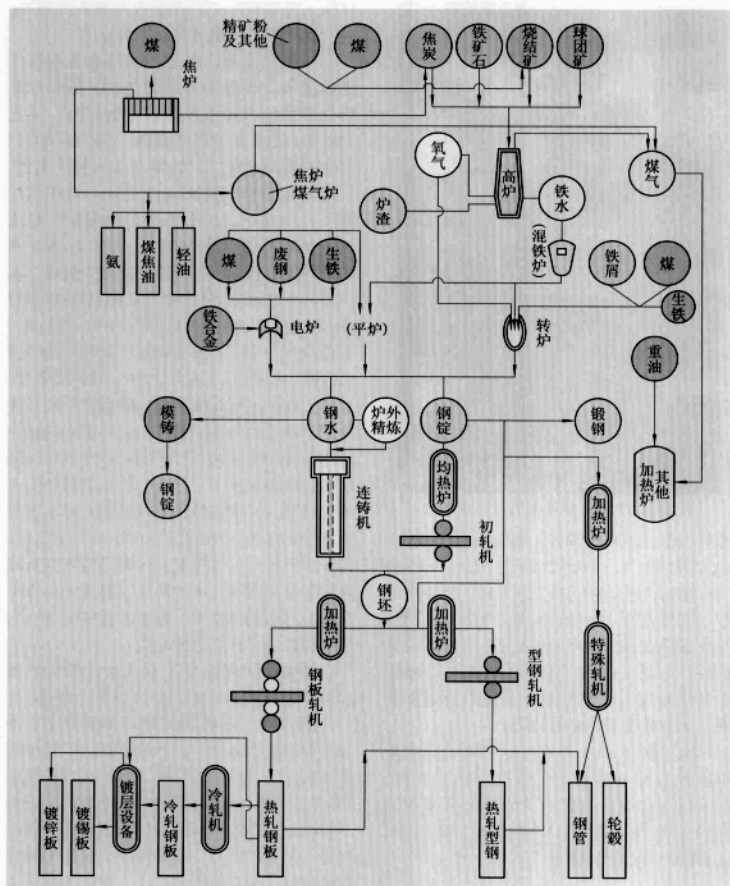 煤
精矿粉
及其他
煤
焦
炭
铁
矿
石
烧
结
矿
球
团
矿
焦
炉
氧
气
高
炉
铁
水
煤
气
焦炉
煤气炉
炉
渣
(混铁炉)
氨
煤焦油
轻油
煤
废
钢
生
铁
铁
屑
煤
生
铁
铁
合
金
电炉
(平炉)
转
炉
重
油
模
铸
钢
水
炉外
精炼
钢
锭
锻
钢
钢
锭
连
铸
机
均
热
炉
初
轧
机
加
热
炉
其
他
加
热
炉
钢
坯
加
热
炉
加
热
炉
钢
板
轧
机
型
钢
轧
机
特
殊
轧
机
镀
锌
板
镀
锡
板
镀
层
设
备
冷
轧
钢
板
冷
轧
机
热
轧
钢
板
热
轧
型
钢
钢
管
轮
毂